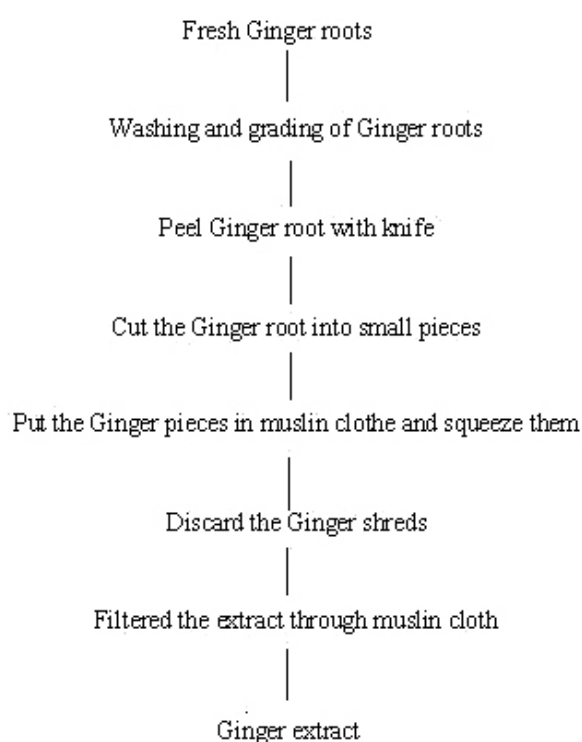 Fresh Ginger roots
Washing and grading of Ginger roots
Peel Ginger root with knife
Cut the Ginger root into small pieces
Put the Ginger pieces in muslin clothe and squeeze them
Discard the Ginger shreds
Filtered the extract through muslin cloth
Ginger extract